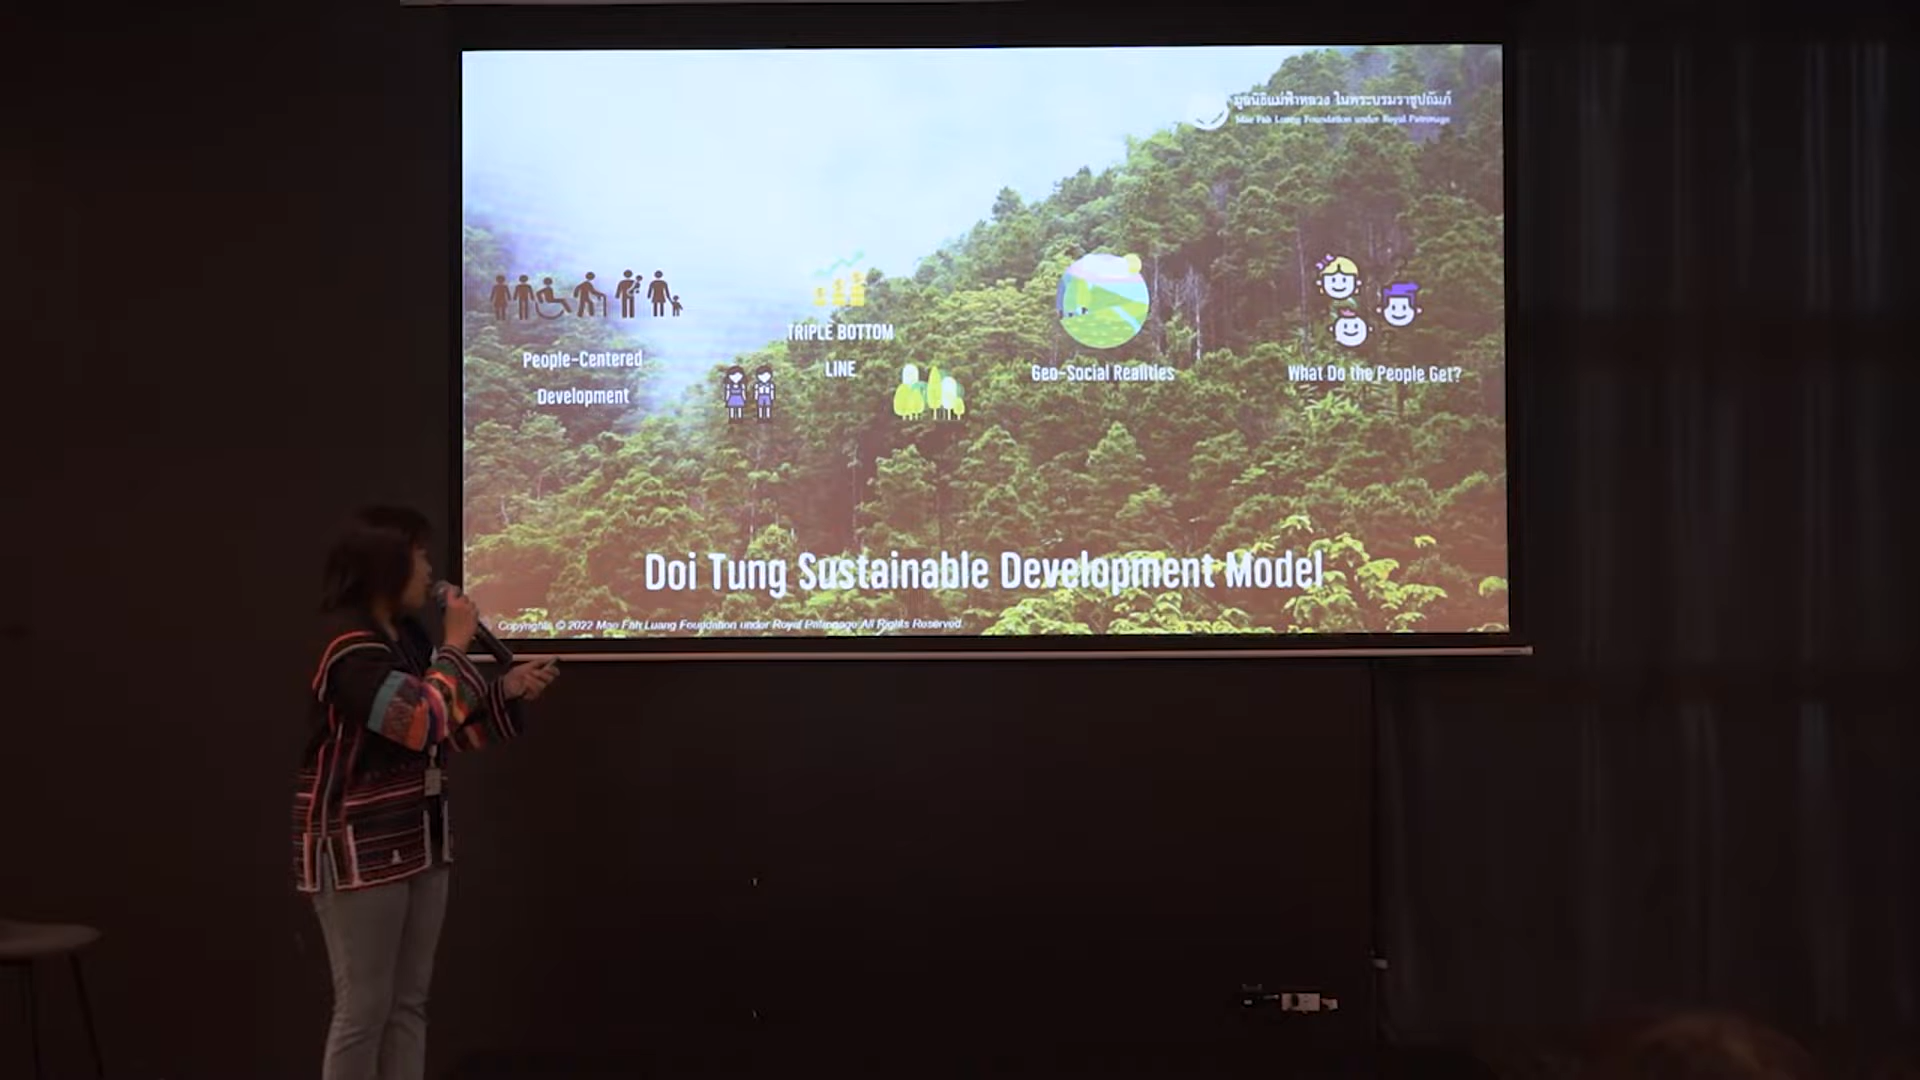 มูลนิธิแม่ฟ้าหลวง ในพระบรมราชูปถัมภ์
Mae Fah Luang Foundation under Royal Patronage
People-Centered
Development
TRIPLE BOTTOM
LINE
Geo-Social Realities
What Do the People Get?
Doi Tung Sustainable Development Model
Copyrights © 2022 Mae Fah Luang Foundation under Royal Patronage All Rights Reserved.